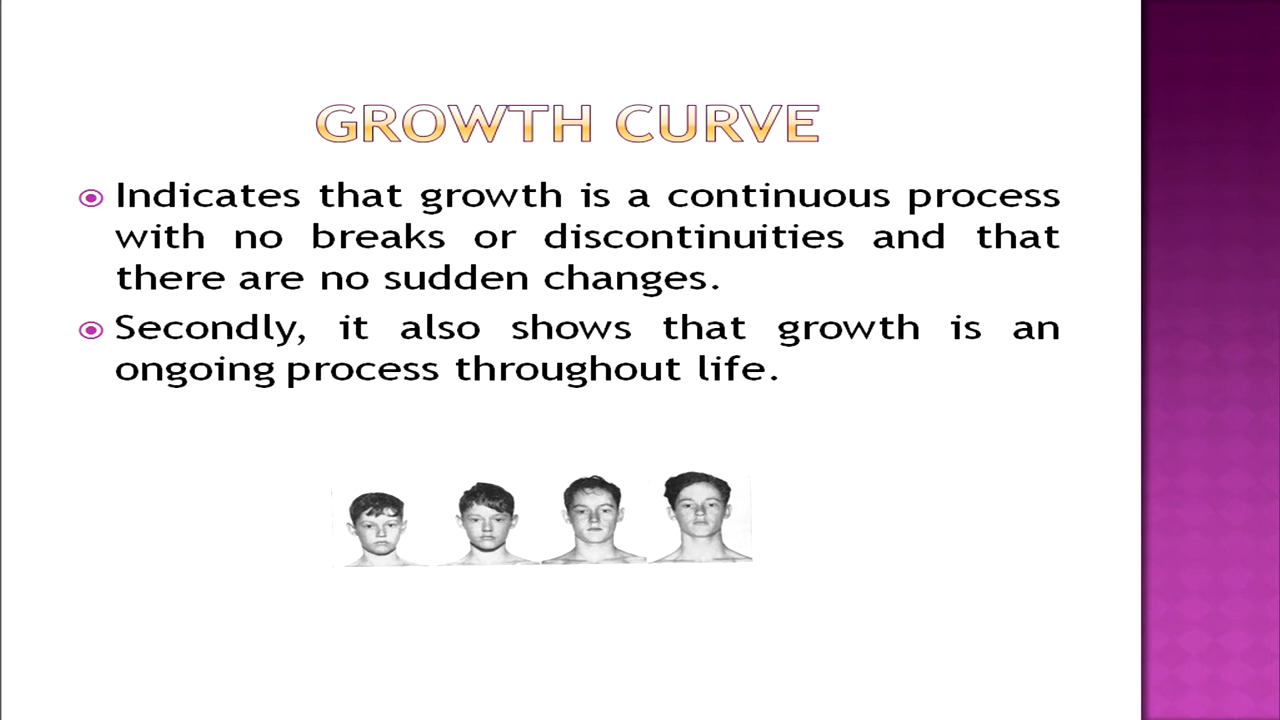 GROWTH CURVE
Indicates that growth is a continuous process
with no breaks or discontinuities and that
there are no sudden changes.
Secondly, it also shows that growth is an
ongoing process throughout life.